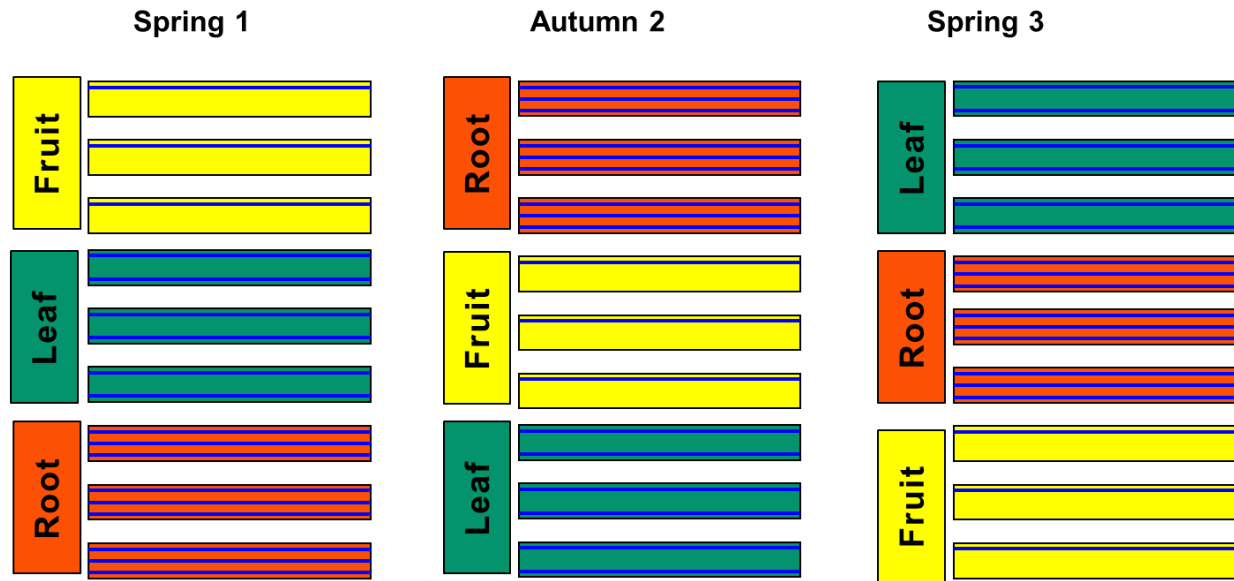 Spring 1
Autumn 2
Spring 3
Fruit
Root
Leaf
Leaf
Fruit
Root
Root
Leaf
Fruit